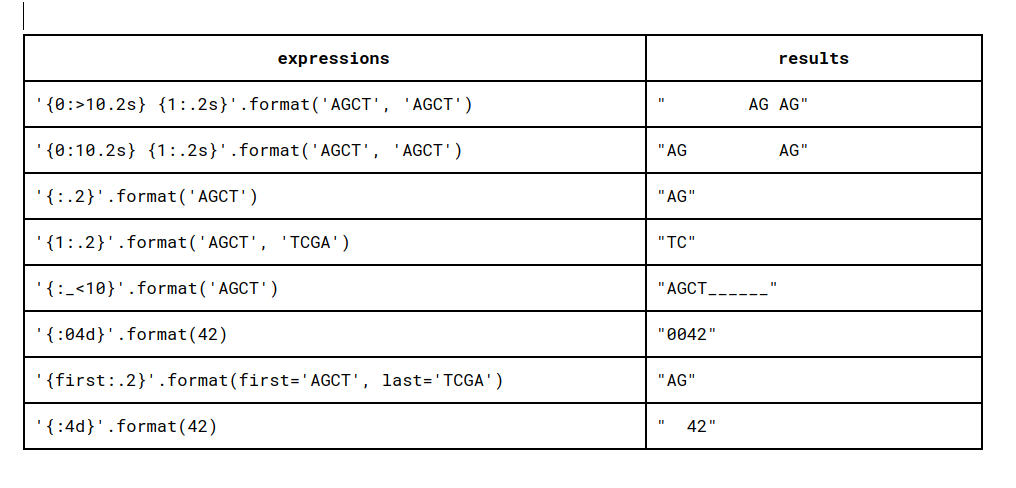 expressions results
'{0:>10.2s} {1:.2s}'.format('AGCT', 'AGCT') "        AG AG"
'{0:10.2s} {1:.2s}'.format('AGCT', 'AGCT') "AG         AG"
'{:.2}'.format('AGCT') "AG"
'{1:.2}'.format('AGCT', 'TCGA') "TC"
'{:_<10}'.format('AGCT') "AGCT______"
'{:04d}'.format(42) "0042"
'{first:.2}'.format(first='AGCT', last='TCGA') "AG"
'{:4d}'.format(42) "  42"